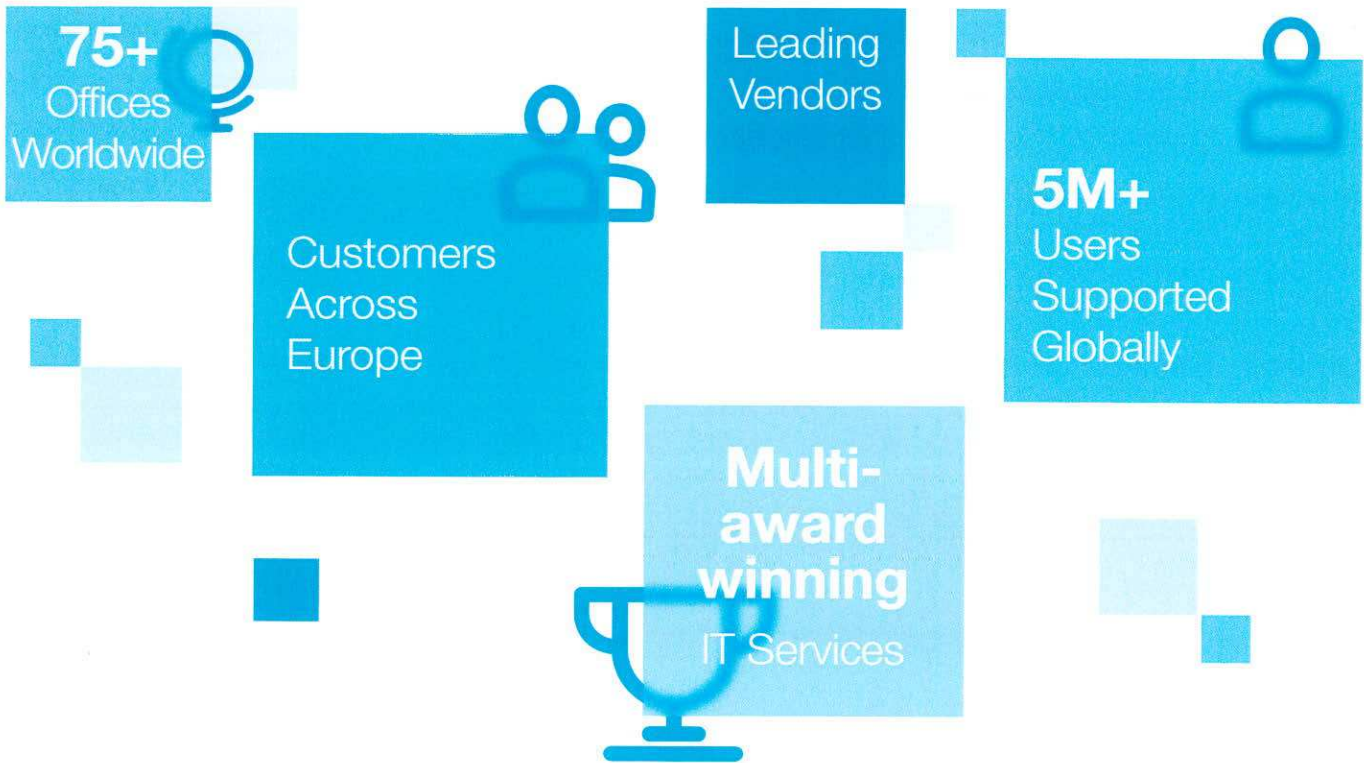 75+
Offices
Worldwide
Customers
Across
Europe
Leading
Vendors
5M+
Users
Supported
Globally
Multi-
award
winning
IT Services